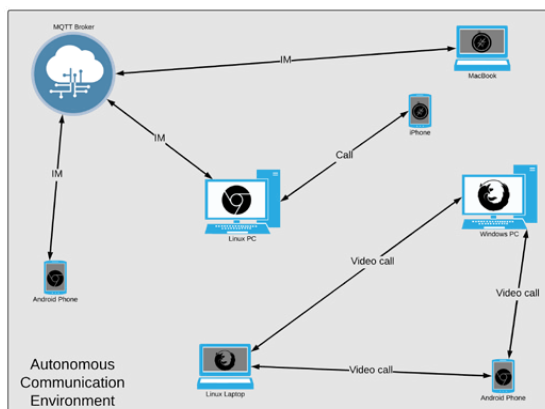 MQTT Broker
IM
MacBook
iPhone
IM
Call
IM
Linux PC
Windows PC
Video call
Video call
Android Phone
Autonomous
Communication
Environment
Video call
Linux Laptop
Android Phone